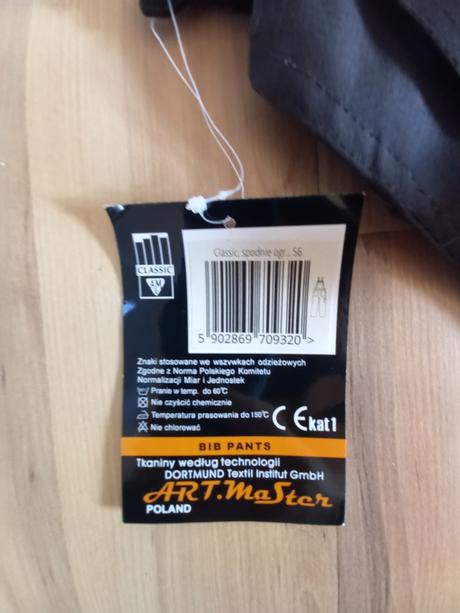 CLASSIC
AM
Classic, spodnie ogr... 56
5 902869 709320 >
Znaki stosowane we wszywkach odzieżowych
Zgodne z Norma Polskiego Komitetu
Normalizacji Miar i Jednostek
Pranie w temp. do 60°C
Nie czyścić chemicznie
Temperatura prasowania do 150°C
Nie chlorować
CE kat1
BIB PANTS
Tkaniny według technologii
DORTMUND Textil Institut GmbH
ART.MaSter
POLAND